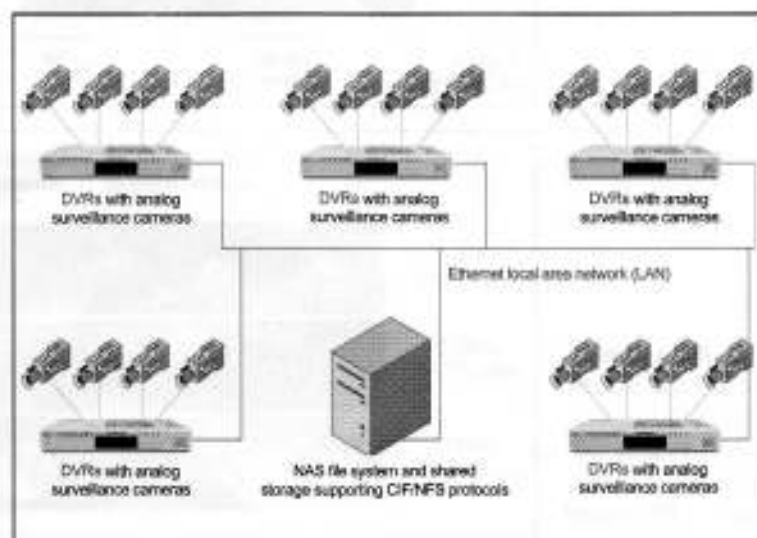 DVRs with analog
surveillance cameras
DVRs with analog
surveillance cameras
DVRs with analog
surveillance cameras
Ethernet local area network (LAN)
DVRs with analog
surveillance cameras
NAS file system and shared
storage supporting CIF/NFS protocols
DVRs with analog
surveillance cameras